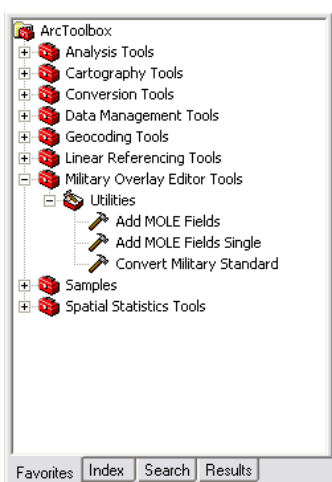 ArcToolbox
Analysis Tools
Cartography Tools
Conversion Tools
Data Management Tools
Geocoding Tools
Linear Referencing Tools
Military Overlay Editor Tools
Utilities
Add MOLE Fields
Add MOLE Fields Single
Convert Military Standard
Samples
Spatial Statistics Tools
Favorites Index Search Results